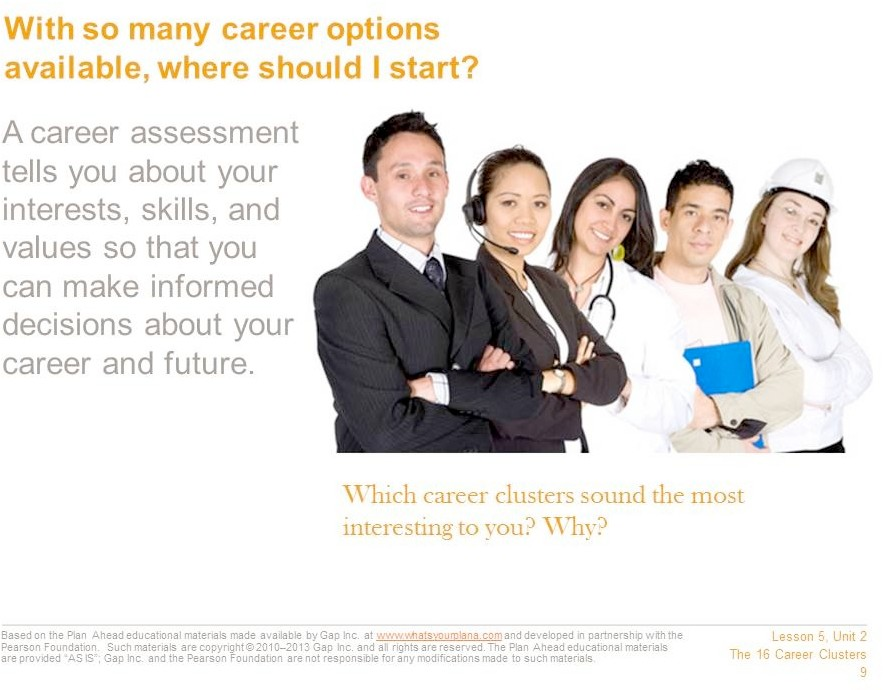 With so many career options
available, where should I start?
A career assessment
tells you about your
interests, skills, and
values so that you
can make informed
decisions about your
career and future.
Which career clusters sound the most
interesting to you? Why?
Based on the Plan Ahead educational materials made available by Gap Inc. at www.whatsyourplana.com and developed in partnership with the
Pearson Foundation. Such materials are copyright © 2010–2013 Gap Inc. and all rights are reserved. The Plan Ahead educational materials
are provided “AS IS”; Gap Inc. and the Pearson Foundation are not responsible for any modifications made to such materials.
Lesson 5, Unit 2
The 16 Career Clusters
9